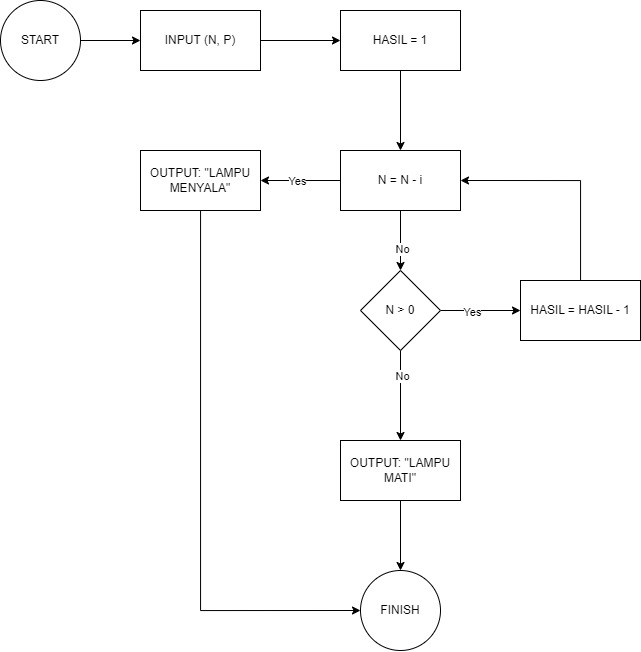 START
INPUT (N, P)
HASIL = 1
OUTPUT: "LAMPU
MENYALA"
Yes
N = N - i
No
N > 0
Yes
HASIL = HASIL - 1
No
OUTPUT: "LAMPU
MATI"
FINISH